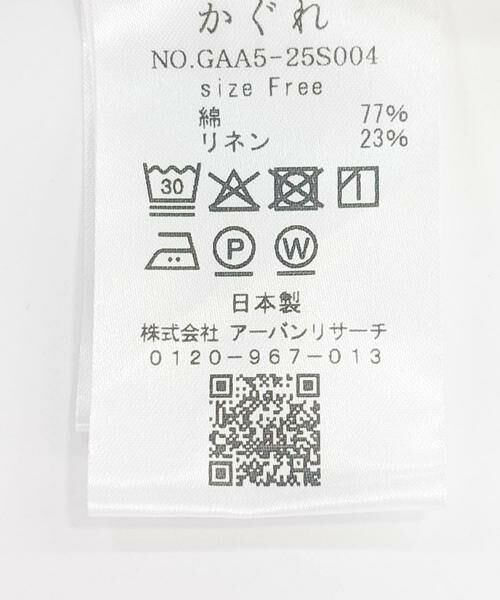 かぐれ
NO.GAA5-25S004
size Free
綿 77%
リネン 23%
30
P W
日本製
株式会社 アーバンリサーチ
0120-967-013